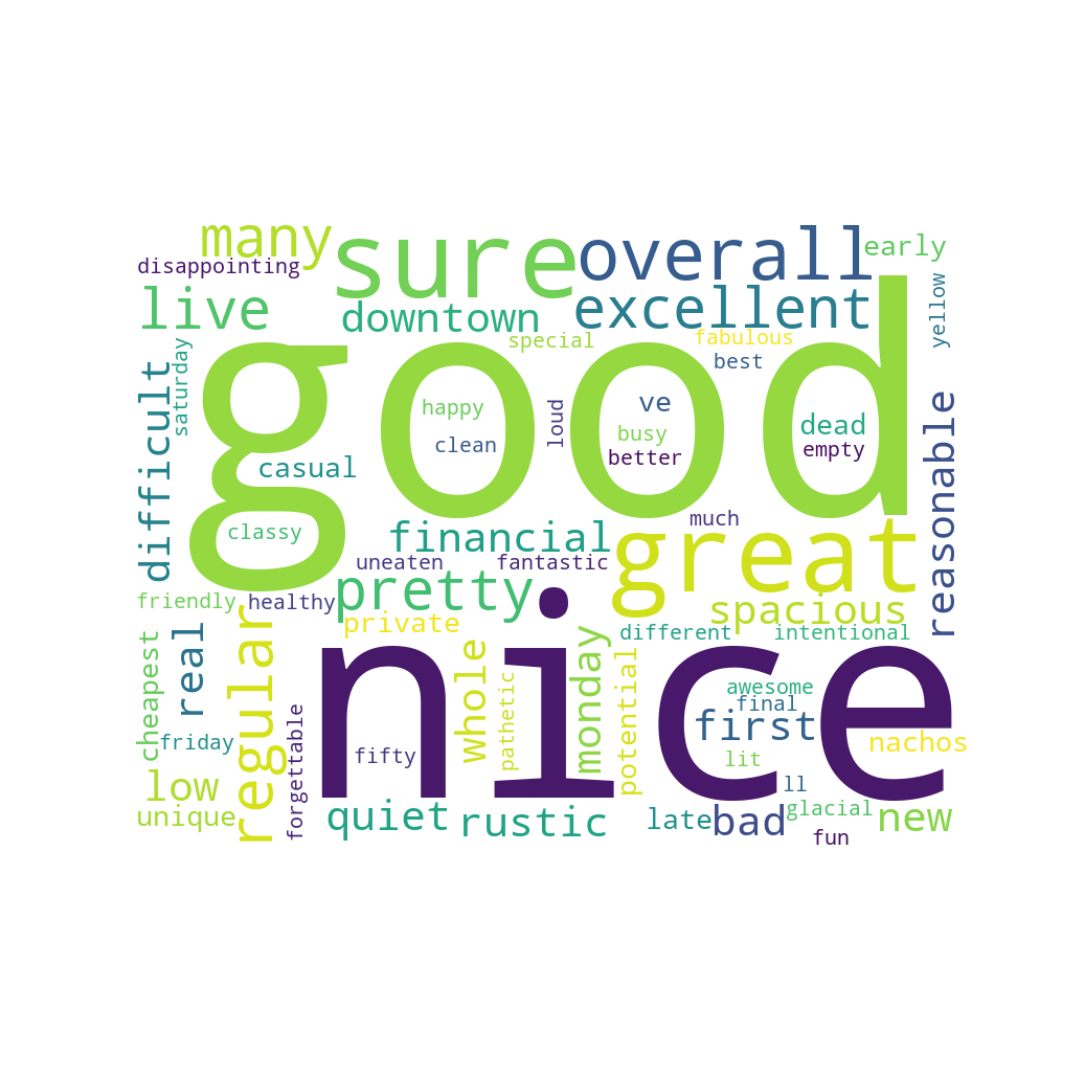 many
sure
overall
early
disappointing
live
downtown
excellent
yellow
special
fabulous
best
good
saturday
difficult
happy
clean
loud
ve
busy
better
dead
empty
casual
reasonable
classy
financial
much
great
uneaten
fantastic
pretty
friendly
healthy
private
spacious
different
intentional
nice
cheapest
real
regular
whole
pathetic
monday
potential
awesome
final
first
friday
forgettable
fifty
lit
nachos
low
ll
unique
quiet
rustic
late
bad
glacial
new
fun